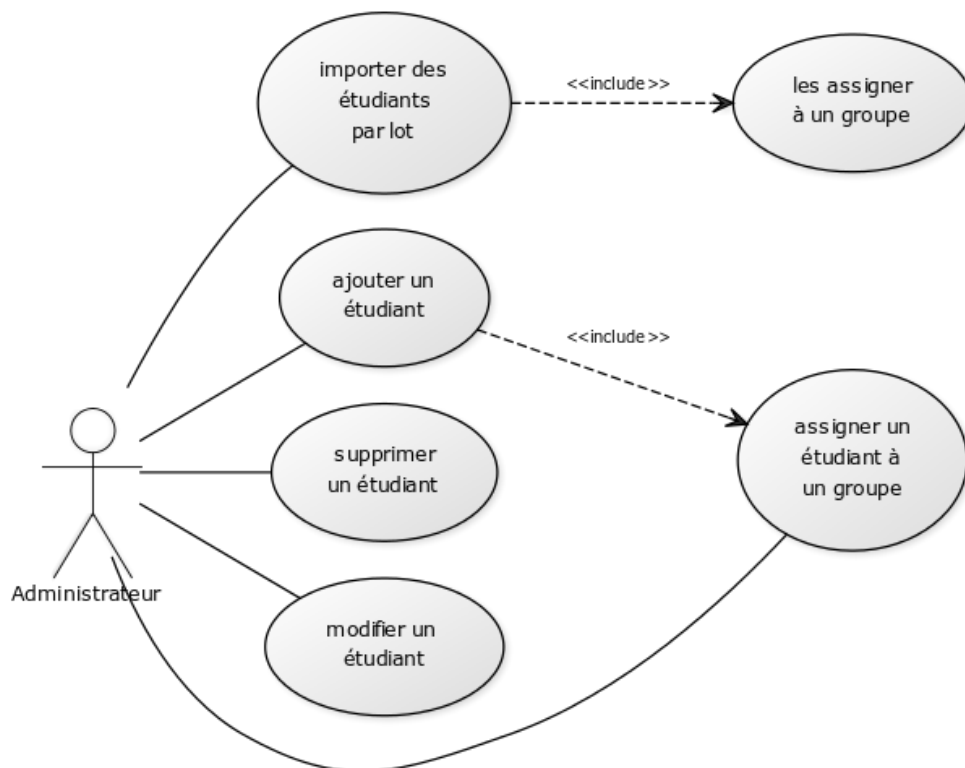 importer des
étudiants
par lot
<<include>>
les assigner
à un groupe
ajouter un
étudiant
<<include>>
assigner un
étudiant à
un groupe
supprimer
un étudiant
Administrateur
modifier un
étudiant